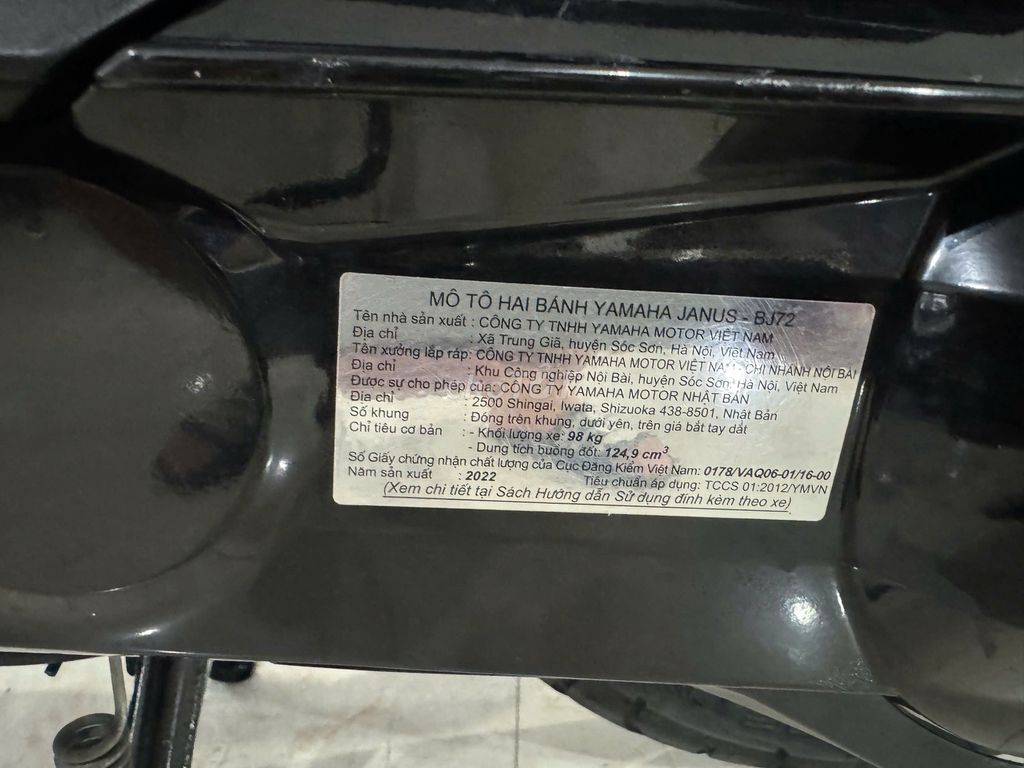 MÔ TÔ HAI BÁNH YAMAHA JANUS - BJ72
Tên nhà sản xuất : CÔNG TY TNHH YAMAHA MOTOR VIỆT NAM
Địa chỉ : Xã Trung Giã, huyện Sóc Sơn, Hà Nội, Việt Nam
Tên xưởng lắp ráp: CÔNG TY TNHH YAMAHA MOTOR VIỆT NAM - CHI NHÁNH NỘI BÀI
Địa chỉ : Khu Công nghiệp Nội Bài, huyện Sóc Sơn, Hà Nội, Việt Nam
Được sự cho phép của: CÔNG TY YAMAHA MOTOR NHẬT BẢN
Địa chỉ : 2500 Shingai, Iwata, Shizuoka 438-8501, Nhật Bản
Số khung : Đóng trên khung, dưới yên, trên giá bắt tay dắt
Chỉ tiêu cơ bản : - Khối lượng xe: 98 kg
- Dung tích buồng đốt: 124,9 cm³
Số Giấy chứng nhận chất lượng của Cục Đăng Kiểm Việt Nam: 0178/VAQ06-01/16-00
Năm sản xuất : 2022 Tiêu chuẩn áp dụng: TCCS 01:2012/YMVN
(Xem chi tiết tại Sách Hướng dẫn Sử dụng đính kèm theo xe)